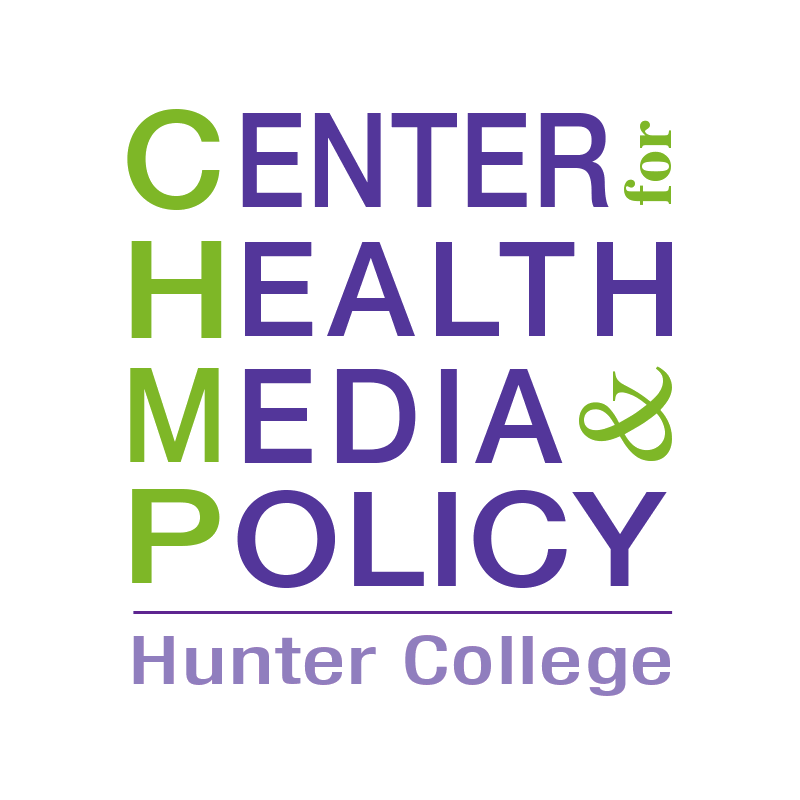 CENTER for
HEALTH
MEDIA &
POLICY
Hunter College